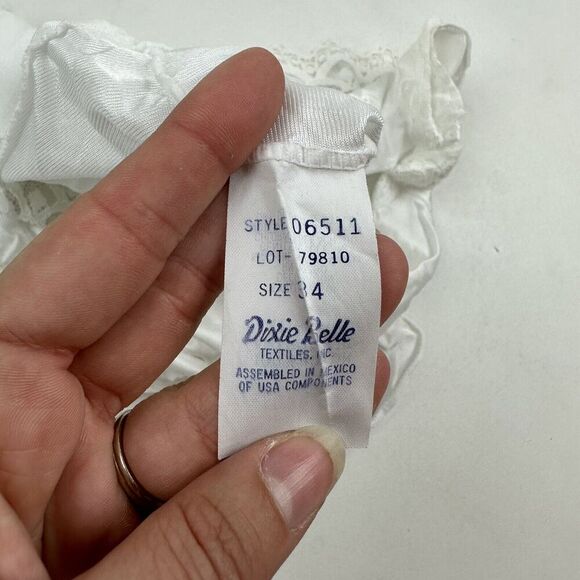 STYLE 06511
LOT- 79810
SIZE 34
Dixie Belle
TEXTILES, INC.
ASSEMBLED IN MEXICO
OF USA COMPONENTS